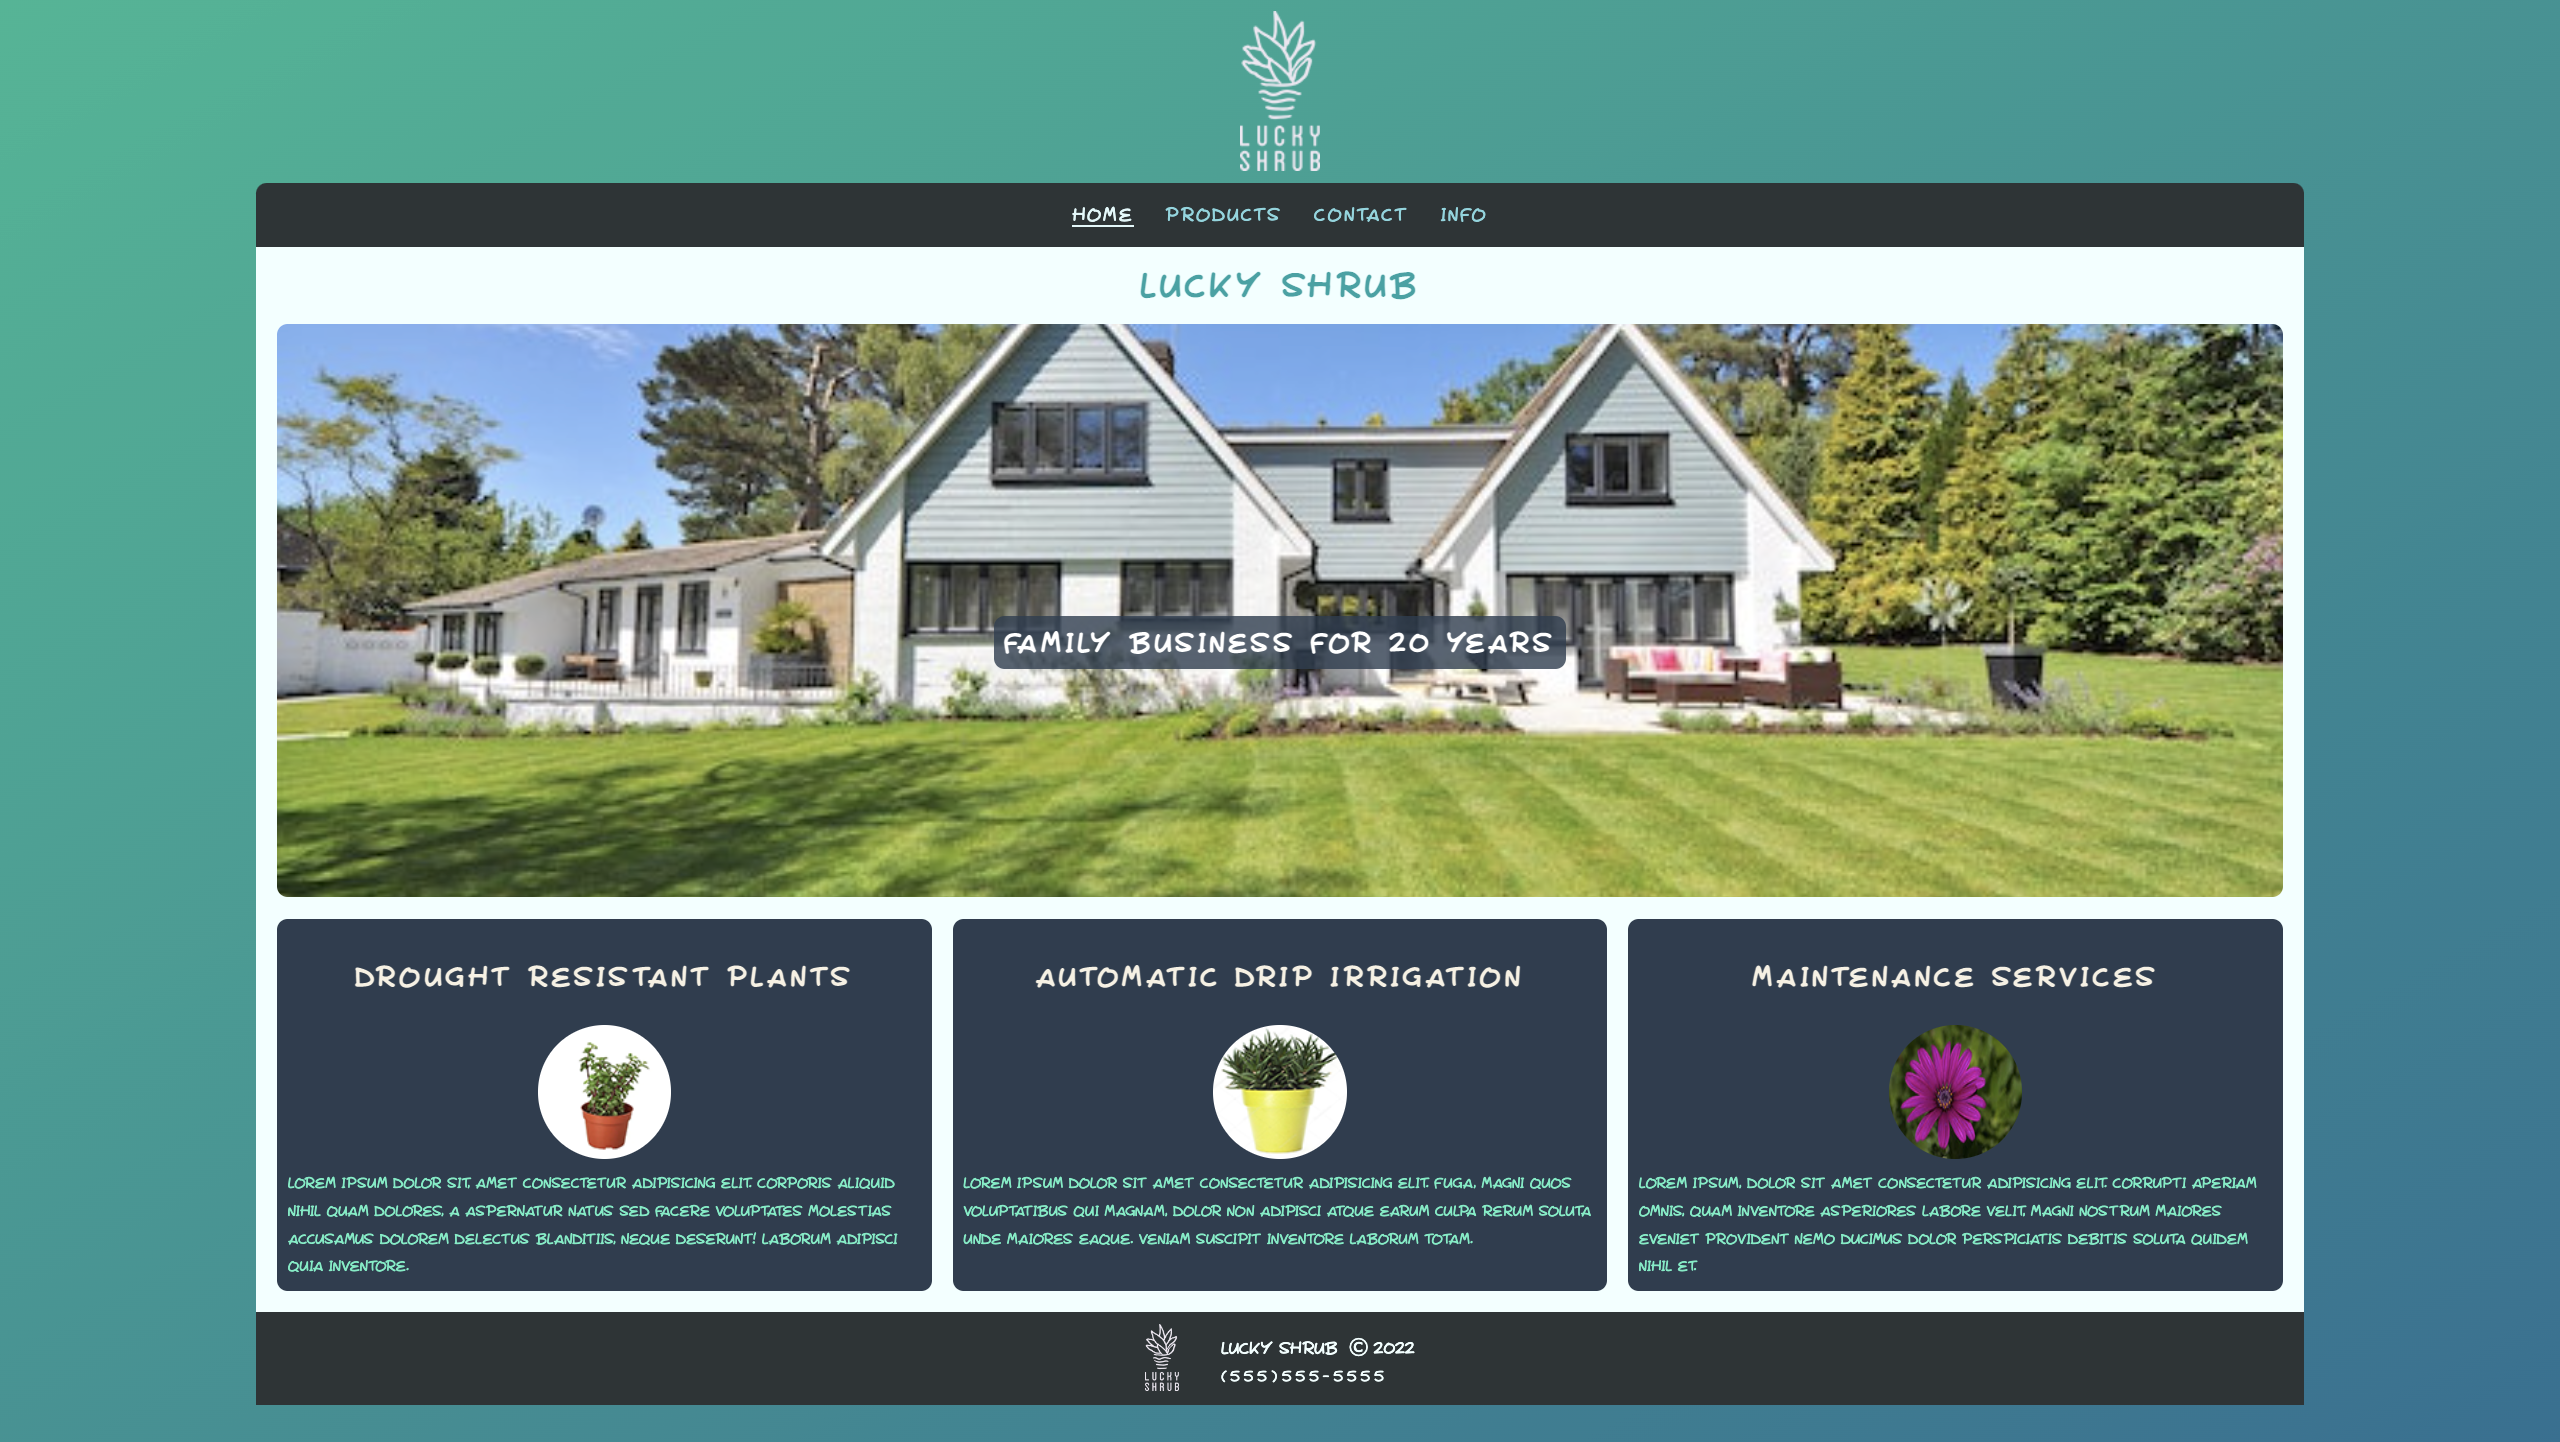 LUCKY
SHRUB
HOME PRODUCTS CONTACT INFO
LUCKY SHRUB
FAMILY BUSINESS FOR 20 YEARS
DROUGHT RESISTANT PLANTS
LOREM IPSUM DOLOR SIT, AMET CONSECTETUR ADIPISICING ELIT. CORPORIS ALIQUID
NIHIL QUAM DOLORES, A ASPERNATUR NATUS SED FACERE VOLUPTATES MOLESTIAS
ACCUSAMUS DOLOREM DELECTUS BLANDITIIS, NEQUE DESERUNT! LABORUM ADIPISCI
QUIA INVENTORE.
AUTOMATIC DRIP IRRIGATION
LOREM IPSUM DOLOR SIT AMET CONSECTETUR ADIPISICING ELIT. FUGA, MAGNI QUOS
VOLUPTATIBUS QUI MAGNAM, DOLOR NON ADIPISCI ATQUE EARUM CULPA RERUM SOLUTA
UNDE MAIORES EAQUE. VENIAM SUSCIPIT INVENTORE LABORUM TOTAM.
MAINTENANCE SERVICES
LOREM IPSUM, DOLOR SIT AMET CONSECTETUR ADIPISICING ELIT. CORRUPTI APERIAM
OMNIS, QUAM INVENTORE ASPERIORES LABORE VELIT, MAGNI NOSTRUM MAIORES
EVENIET PROVIDENT NEMO DUCIMUS DOLOR PERSPICIATIS DEBITIS SOLUTA QUIDEM
NIHIL ET.
LUCKY
SHRUB
LUCKY SHRUB © 2022
(555)555-5555